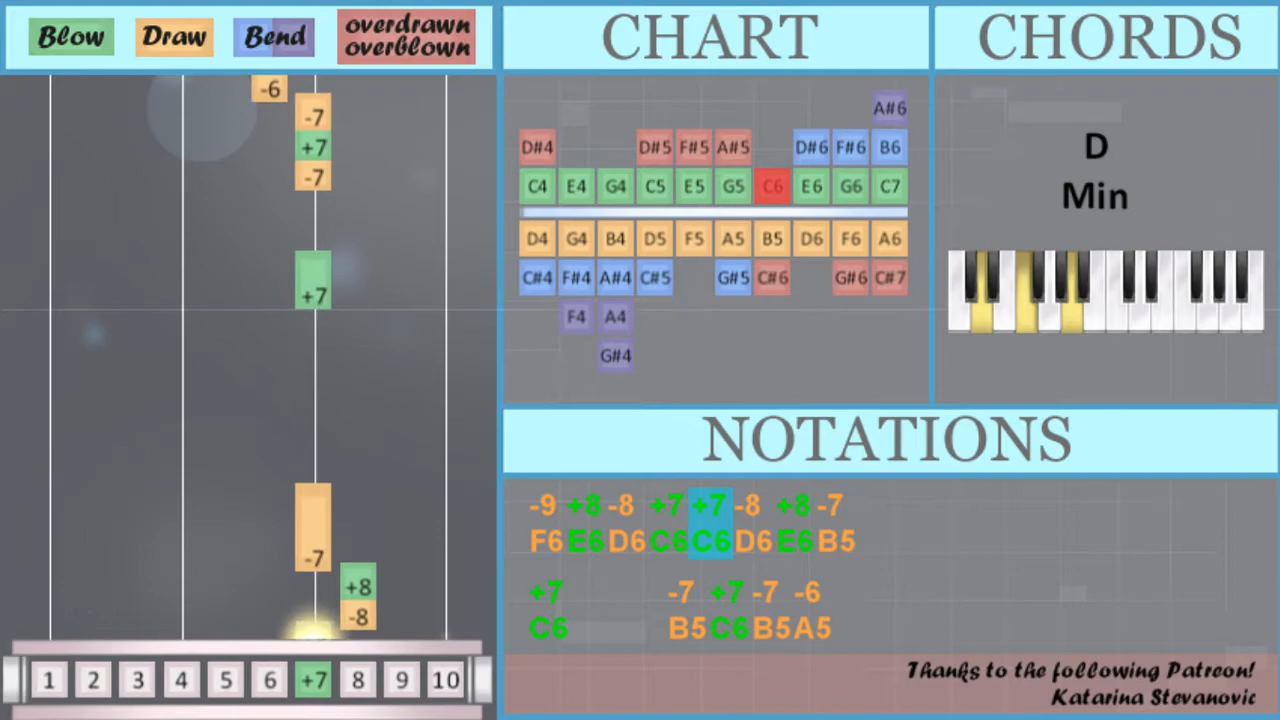 Blow Draw Bend overdrawn
overblown
CHART
CHORDS
-6
-7
+7
-7
+7
-7
+8
-8
1 2 3 4 5 6 +7 8 9 10
A#6
D#4 D#5 F#5 A#5 D#6 F#6 B6
C4 E4 G4 C5 E5 G5 C6 E6 G6 C7
D4 G4 B4 D5 F5 A5 B5 D6 F6 A6
C#4 F#4 A#4 C#5 G#5 C#6 G#6 C#7
F4 A4
G#4
D
Min
NOTATIONS
-9 +8 -8 +7 +7 -8 +8 -7
F6 E6 D6 C6 C6 D6 E6 B5
+7 -7 +7 -7 -6
C6 B5 C6 B5 A5
Thanks to the following Patreon!
Katarina Stevanovic